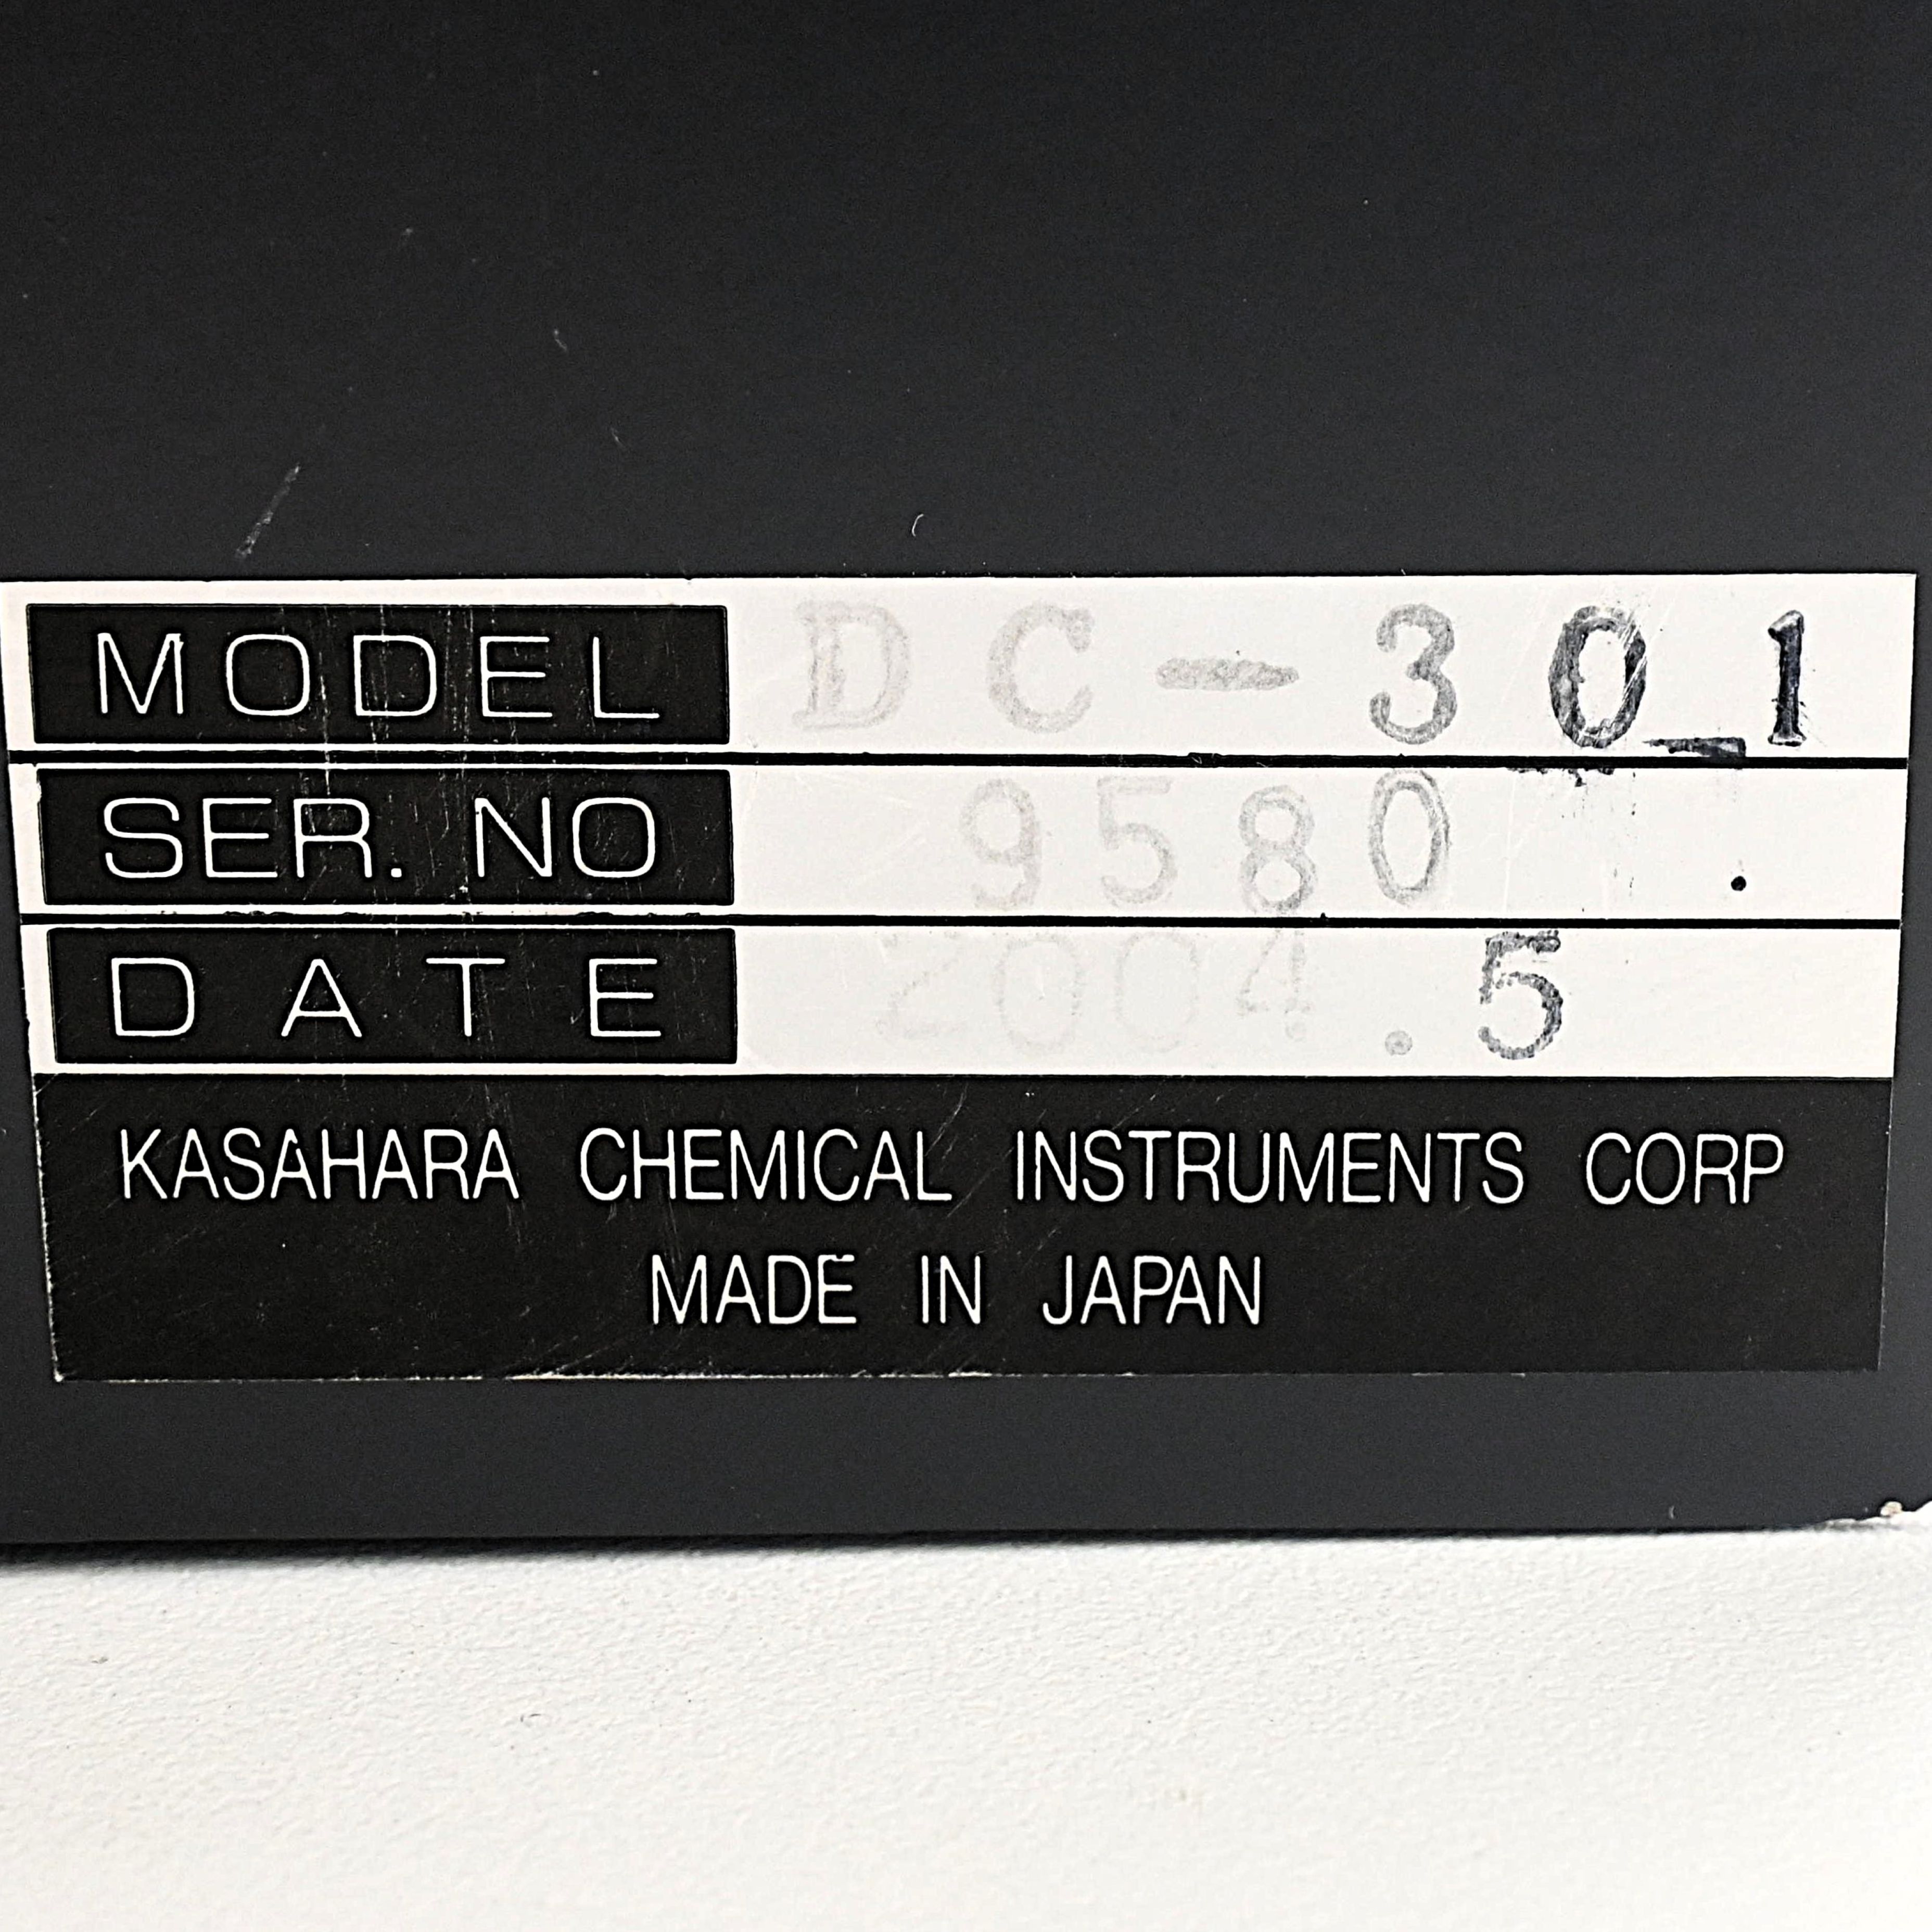 MODEL DC-301
SER. NO 9580
DATE 2004.5
KASAHARA CHEMICAL INSTRUMENTS CORP
MADE IN JAPAN